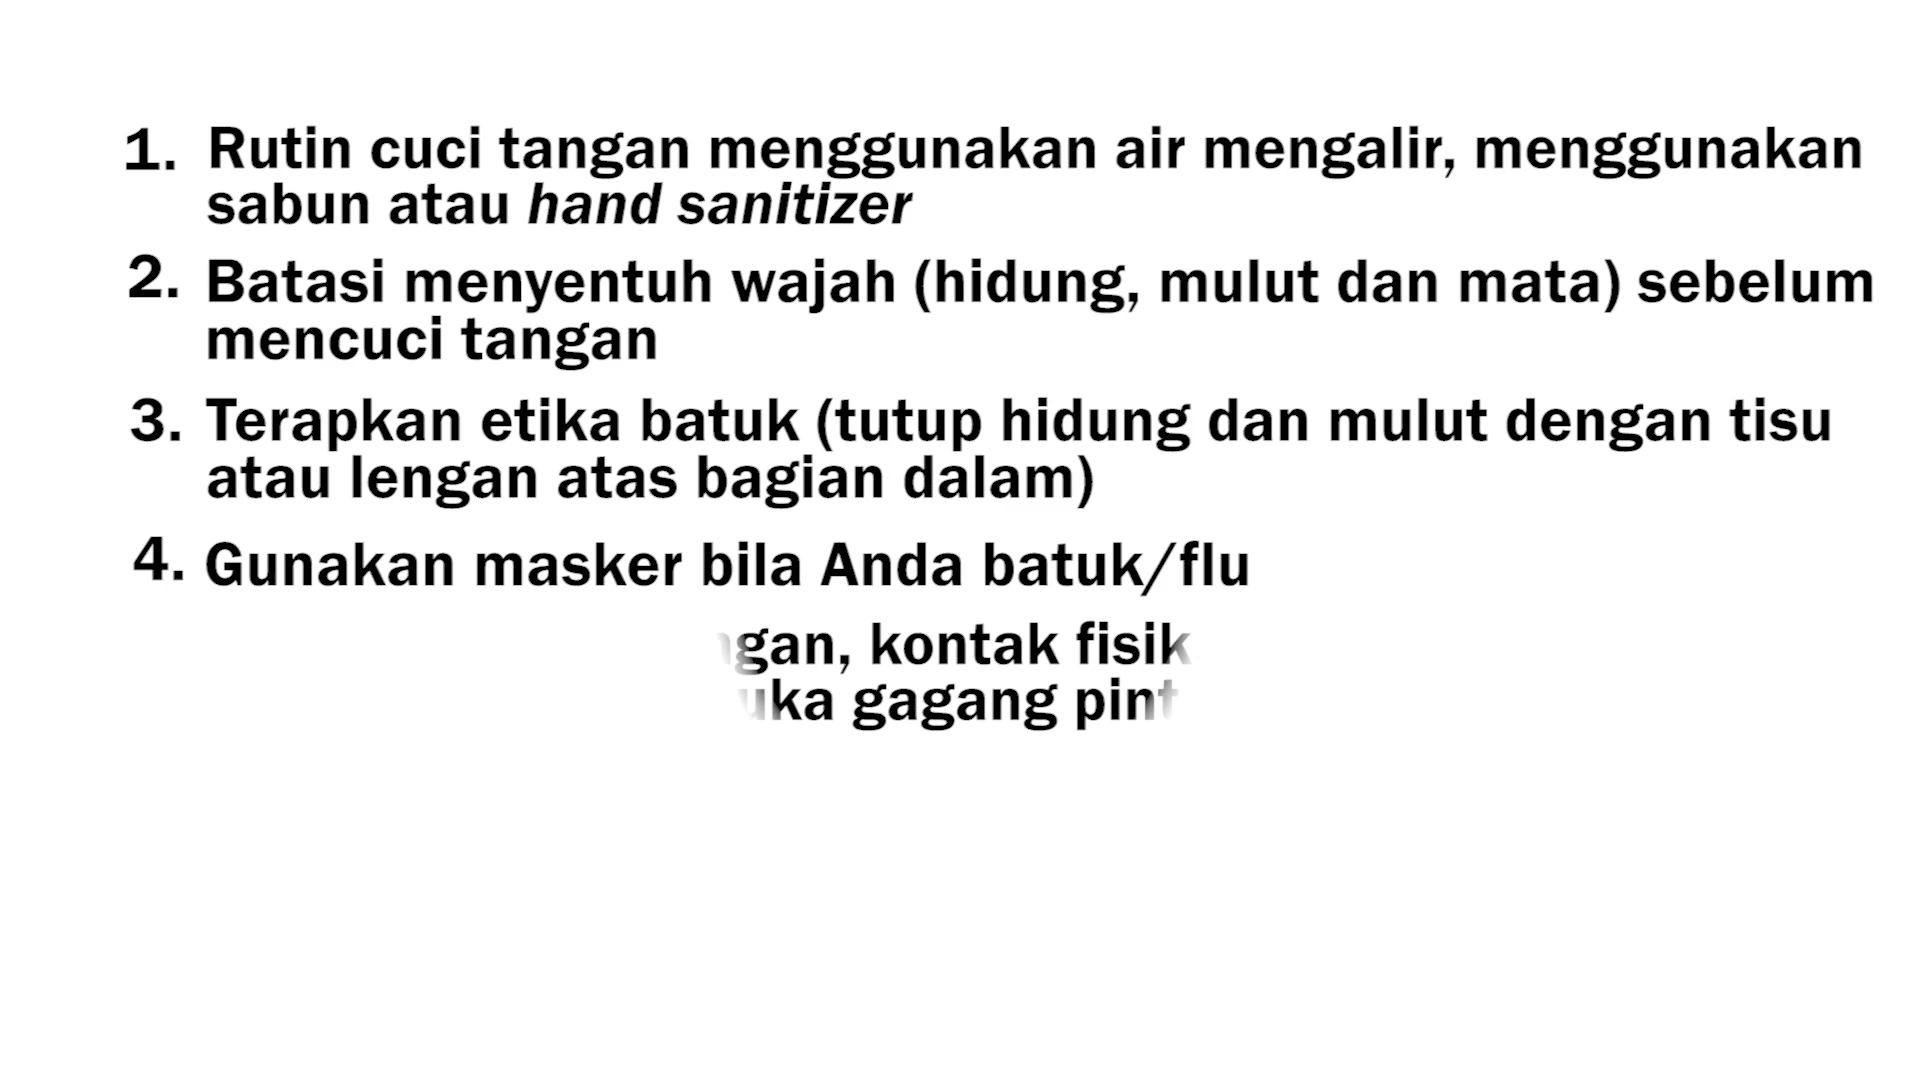 1. Rutin cuci tangan menggunakan air mengalir, menggunakan
sabun atau hand sanitizer
2. Batasi menyentuh wajah (hidung, mulut dan mata) sebelum
mencuci tangan
3. Terapkan etika batuk (tutup hidung dan mulut dengan tisu
atau lengan atas bagian dalam)
4. Gunakan masker bila Anda batuk/flu
kontak fisik
gagang